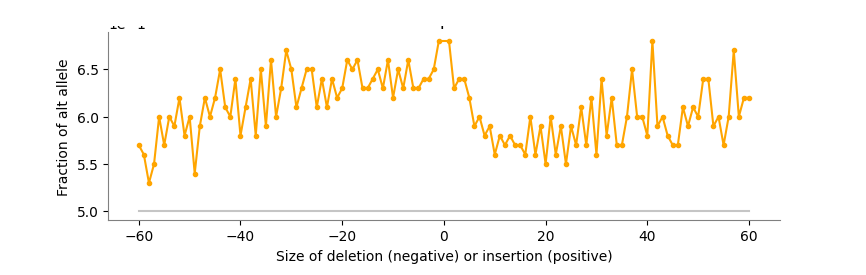 6.5
6.0
5.5
5.0
Fraction of alt allele
−60 −40 −20 0 20 40 60
Size of deletion (negative) or insertion (positive)